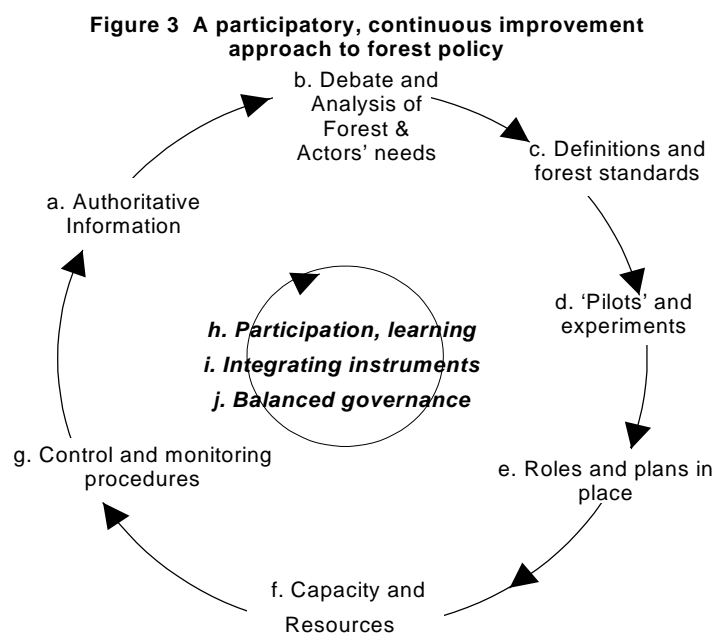 Figure 3  A participatory, continuous improvement
approach to forest policy
b. Debate and
Analysis of
Forest &
Actors’ needs
c. Definitions and
forest standards
a. Authoritative
Information
d. ‘Pilots’ and
experiments
h. Participation, learning
i. Integrating instruments
j. Balanced governance
g. Control and monitoring
procedures
e. Roles and plans in
place
f. Capacity and
Resources